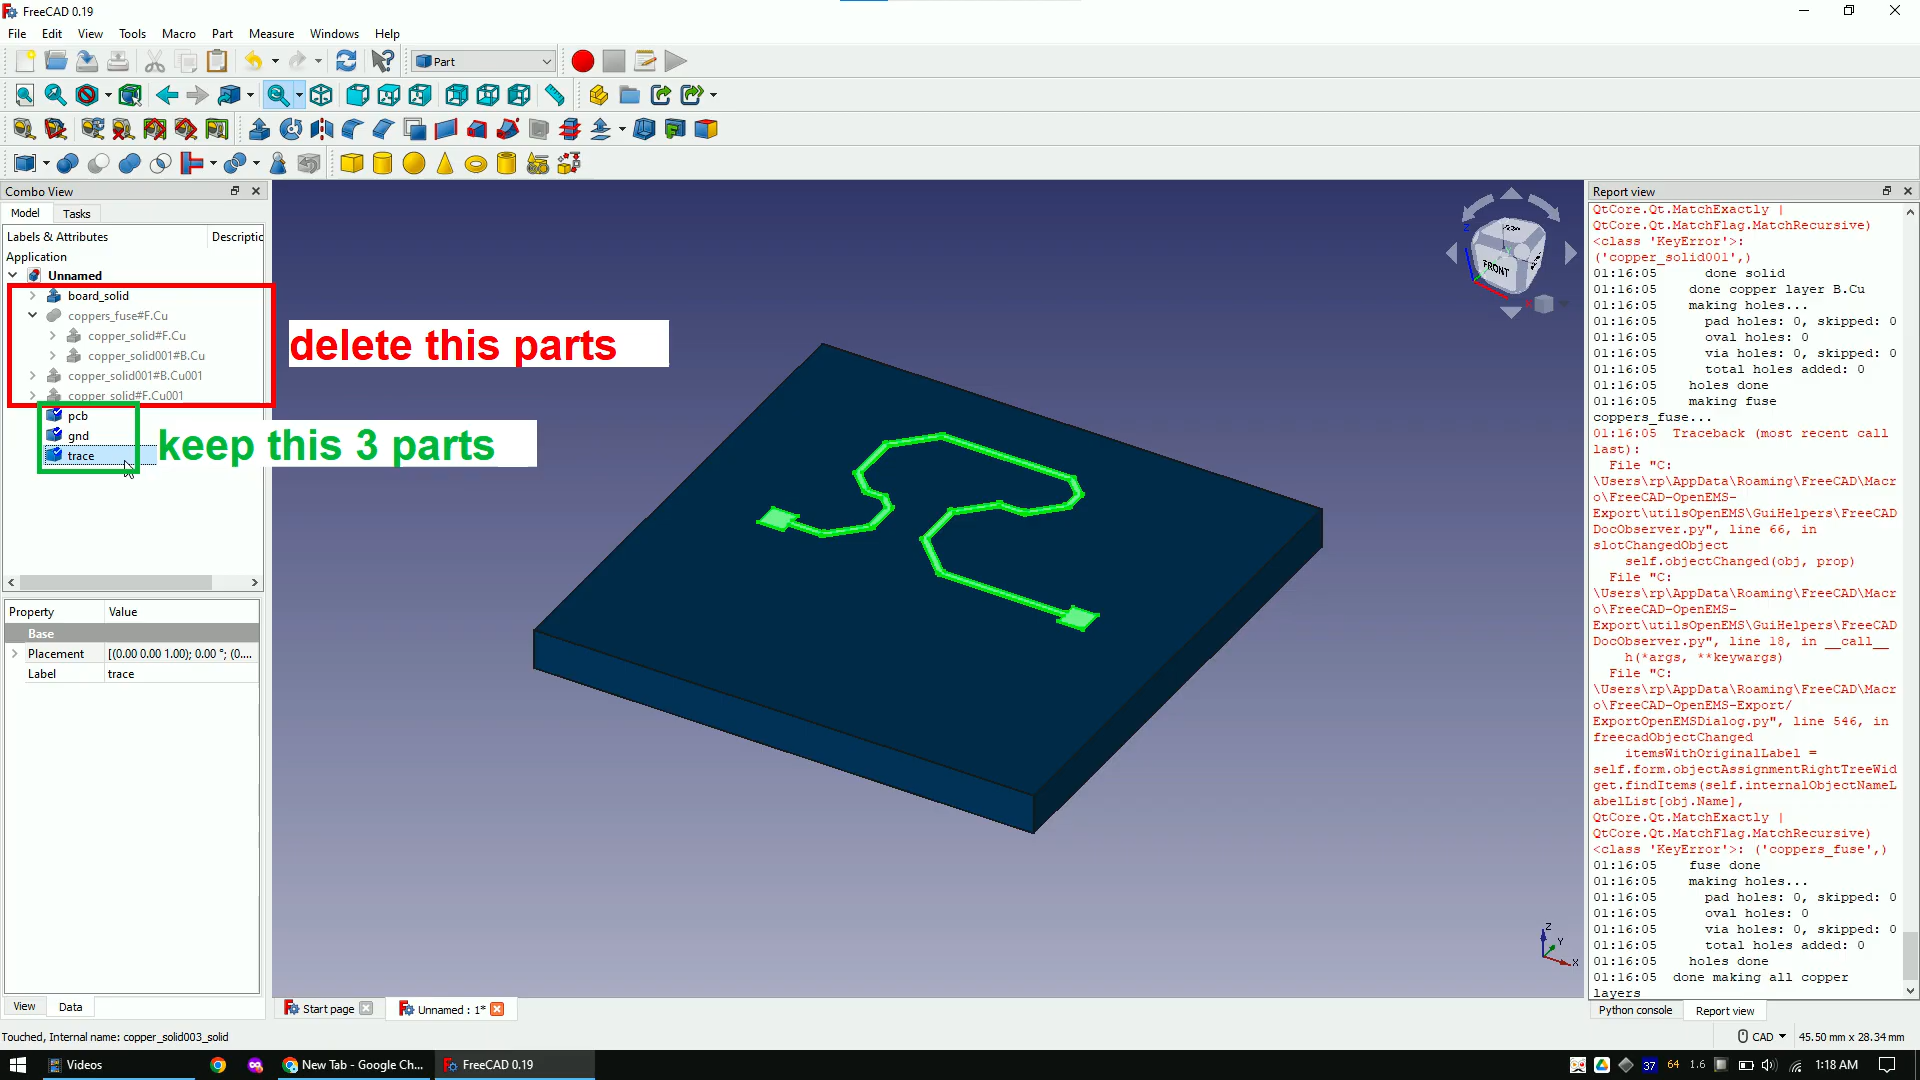 FreeCAD 0.19
File Edit View Tools Macro Part Measure Windows Help
Part
Combo View
Model Tasks
Labels & Attributes Descriptic
Application
Unnamed
board_solid
coppers_fuse#F.Cu
copper_solid#F.Cu
copper_solid001#B.Cu
copper_solid001#B.Cu001
copper_solid#F.Cu001
pcb
gnd
trace
delete this parts
keep this 3 parts
Property Value
Base
Placement [(0.00 0.00 1.00); 0.00 °; (0....
Label trace
View Data
FRONT
Z
Z
Y
X
Start page
Unnamed : 1*
Report view
QtCore.Qt.MatchExactly |
QtCore.Qt.MatchFlag.MatchRecursive)
<class 'KeyError'>:
('copper_solid001',)
01:16:05 done solid
01:16:05 done copper layer B.Cu
01:16:05 making holes...
01:16:05 pad holes: 0, skipped: 0
01:16:05 oval holes: 0
01:16:05 via holes: 0, skipped: 0
01:16:05 total holes added: 0
01:16:05 holes done
01:16:05 making fuse
coppers_fuse...
01:16:05 Traceback (most recent call
last):
File "C:
\Users\rp\AppData\Roaming\FreeCAD\Macr
o\FreeCAD-OpenEMS-
Export\utilsOpenEMS\GuiHelpers\FreeCAD
DocObserver.py", line 66, in
slotChangedObject
self.objectChanged(obj, prop)
File "C:
\Users\rp\AppData\Roaming\FreeCAD\Macr
o\FreeCAD-OpenEMS-
Export\utilsOpenEMS\GuiHelpers\FreeCAD
DocObserver.py", line 18, in __call__
h(*args, **keywargs)
File "C:
\Users\rp\AppData\Roaming\FreeCAD\Macr
o\FreeCAD-OpenEMS-Export/
ExportOpenEMSDialog.py", line 546, in
freecadObjectChanged
itemsWithOriginalLabel =
self.form.objectAssignmentRightTreeWid
get.findItems(self.internalObjectNameL
abelList[obj.Name],
QtCore.Qt.MatchExactly |
QtCore.Qt.MatchFlag.MatchRecursive)
<class 'KeyError'>: ('coppers_fuse',)
01:16:05 fuse done
01:16:05 making holes...
01:16:05 pad holes: 0, skipped: 0
01:16:05 oval holes: 0
01:16:05 via holes: 0, skipped: 0
01:16:05 total holes added: 0
01:16:05 holes done
01:16:05 done making all copper
layers
Python console Report view
Touched, Internal name: copper_solid003_solid
CAD 45.50 mm x 28.34 mm
Videos
New Tab - Google Ch...
FreeCAD 0.19
37 64 1.6
1:18 AM